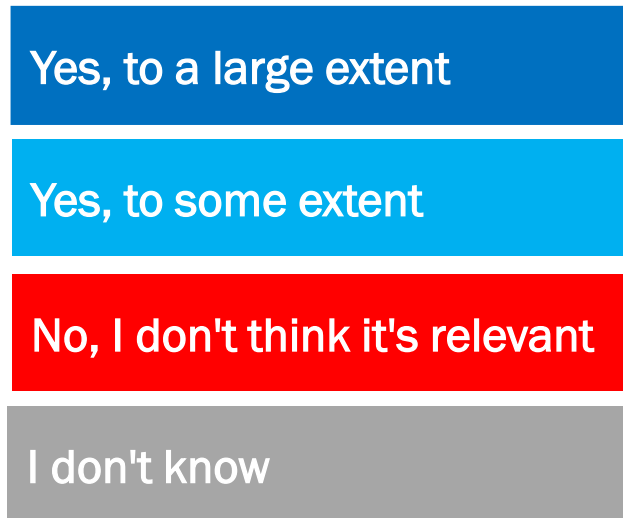 Yes, to a large extent
Yes, to some extent
No, I don't think it's relevant
I don't know